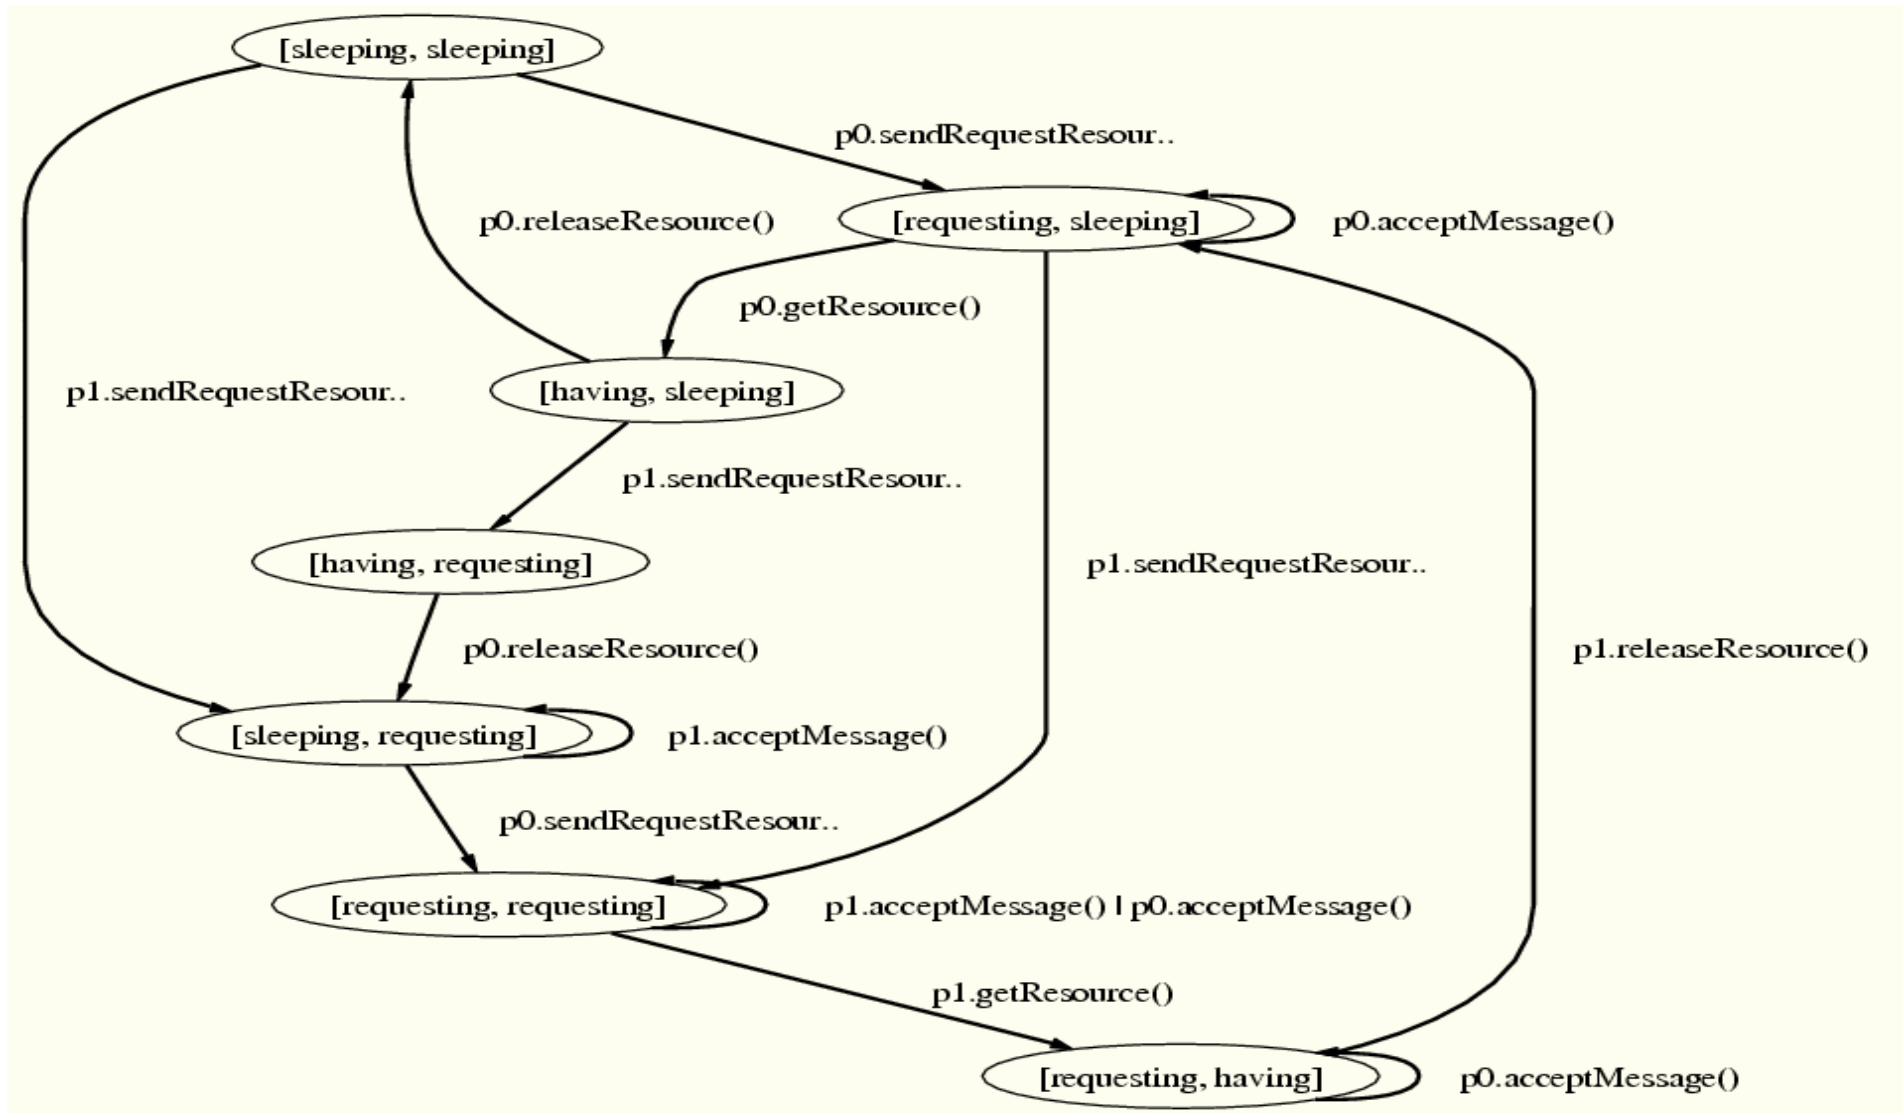 [sleeping, sleeping]
p0.sendRequestResour..
p0.releaseResource()
[requesting, sleeping]
p0.acceptMessage()
p0.getResource()
p1.sendRequestResour..
[having, sleeping]
p1.sendRequestResour..
[having, requesting]
p1.sendRequestResour..
p0.releaseResource()
p1.releaseResource()
[sleeping, requesting]
p1.acceptMessage()
p0.sendRequestResour..
[requesting, requesting]
p1.acceptMessage() | p0.acceptMessage()
p1.getResource()
[requesting, having]
p0.acceptMessage()